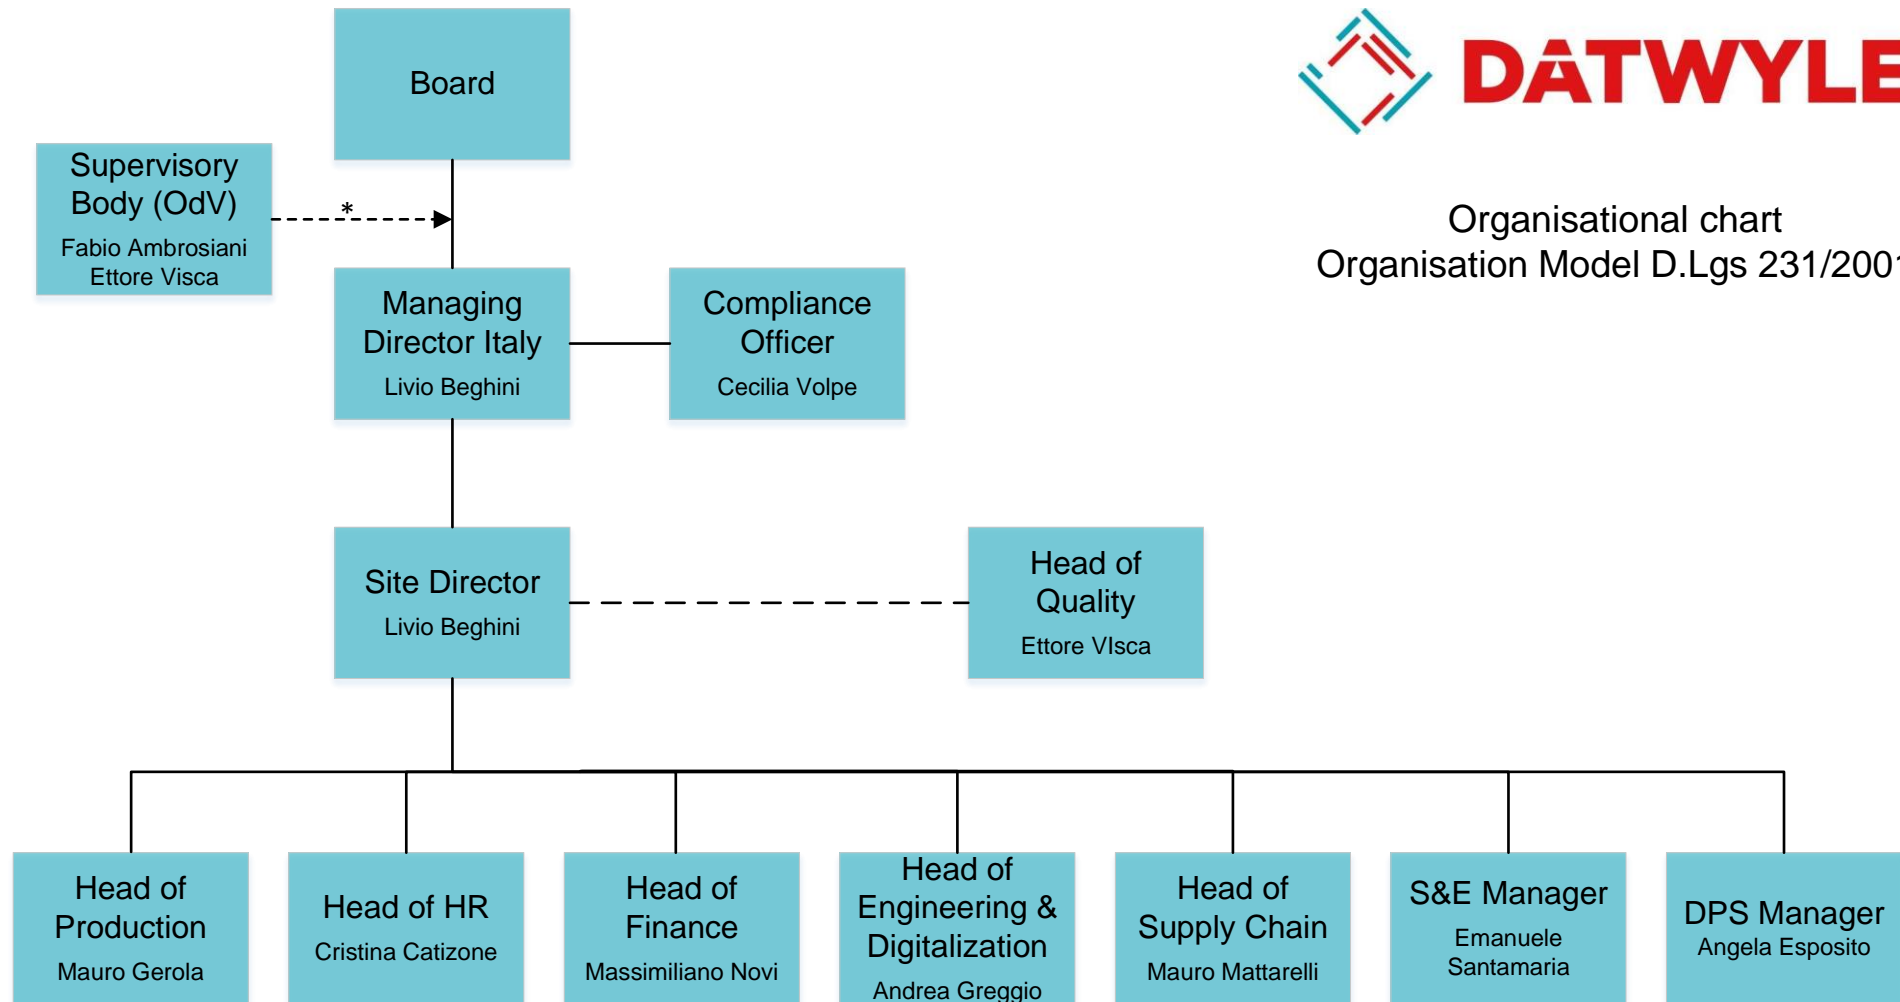 Board
DATWYLE
Supervisory
Body (OdV)
Fabio Ambrosiani
Ettore Visca
*
Organisational chart
Organisation Model D.Lgs 231/2001
Managing
Director Italy
Livio Beghini
Compliance
Officer
Cecilia Volpe
Site Director
Livio Beghini
Head of
Quality
Ettore VIsca
Head of
Production
Mauro Gerola
Head of HR
Cristina Catizone
Head of
Finance
Massimiliano Novi
Head of
Engineering &
Digitalization
Andrea Greggio
Head of
Supply Chain
Mauro Mattarelli
S&E Manager
Emanuele
Santamaria
DPS Manager
Angela Esposito